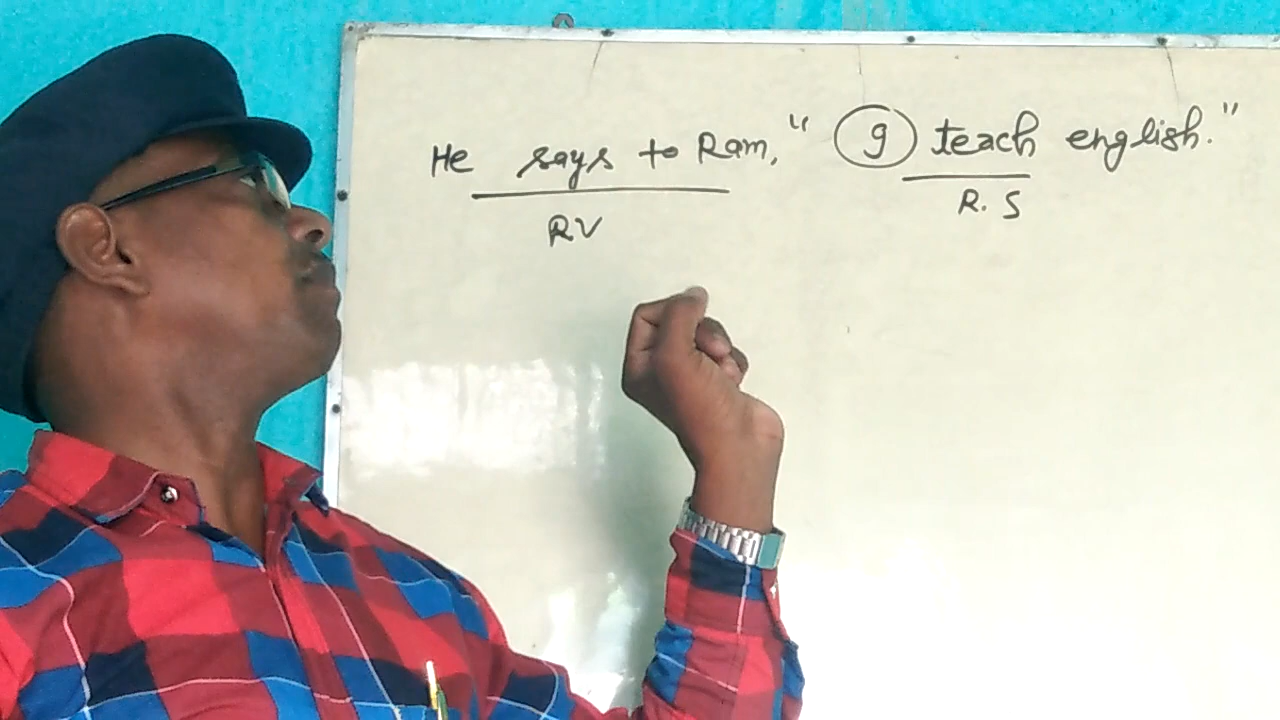 He says to Ram, " I teach english."
RV R. S